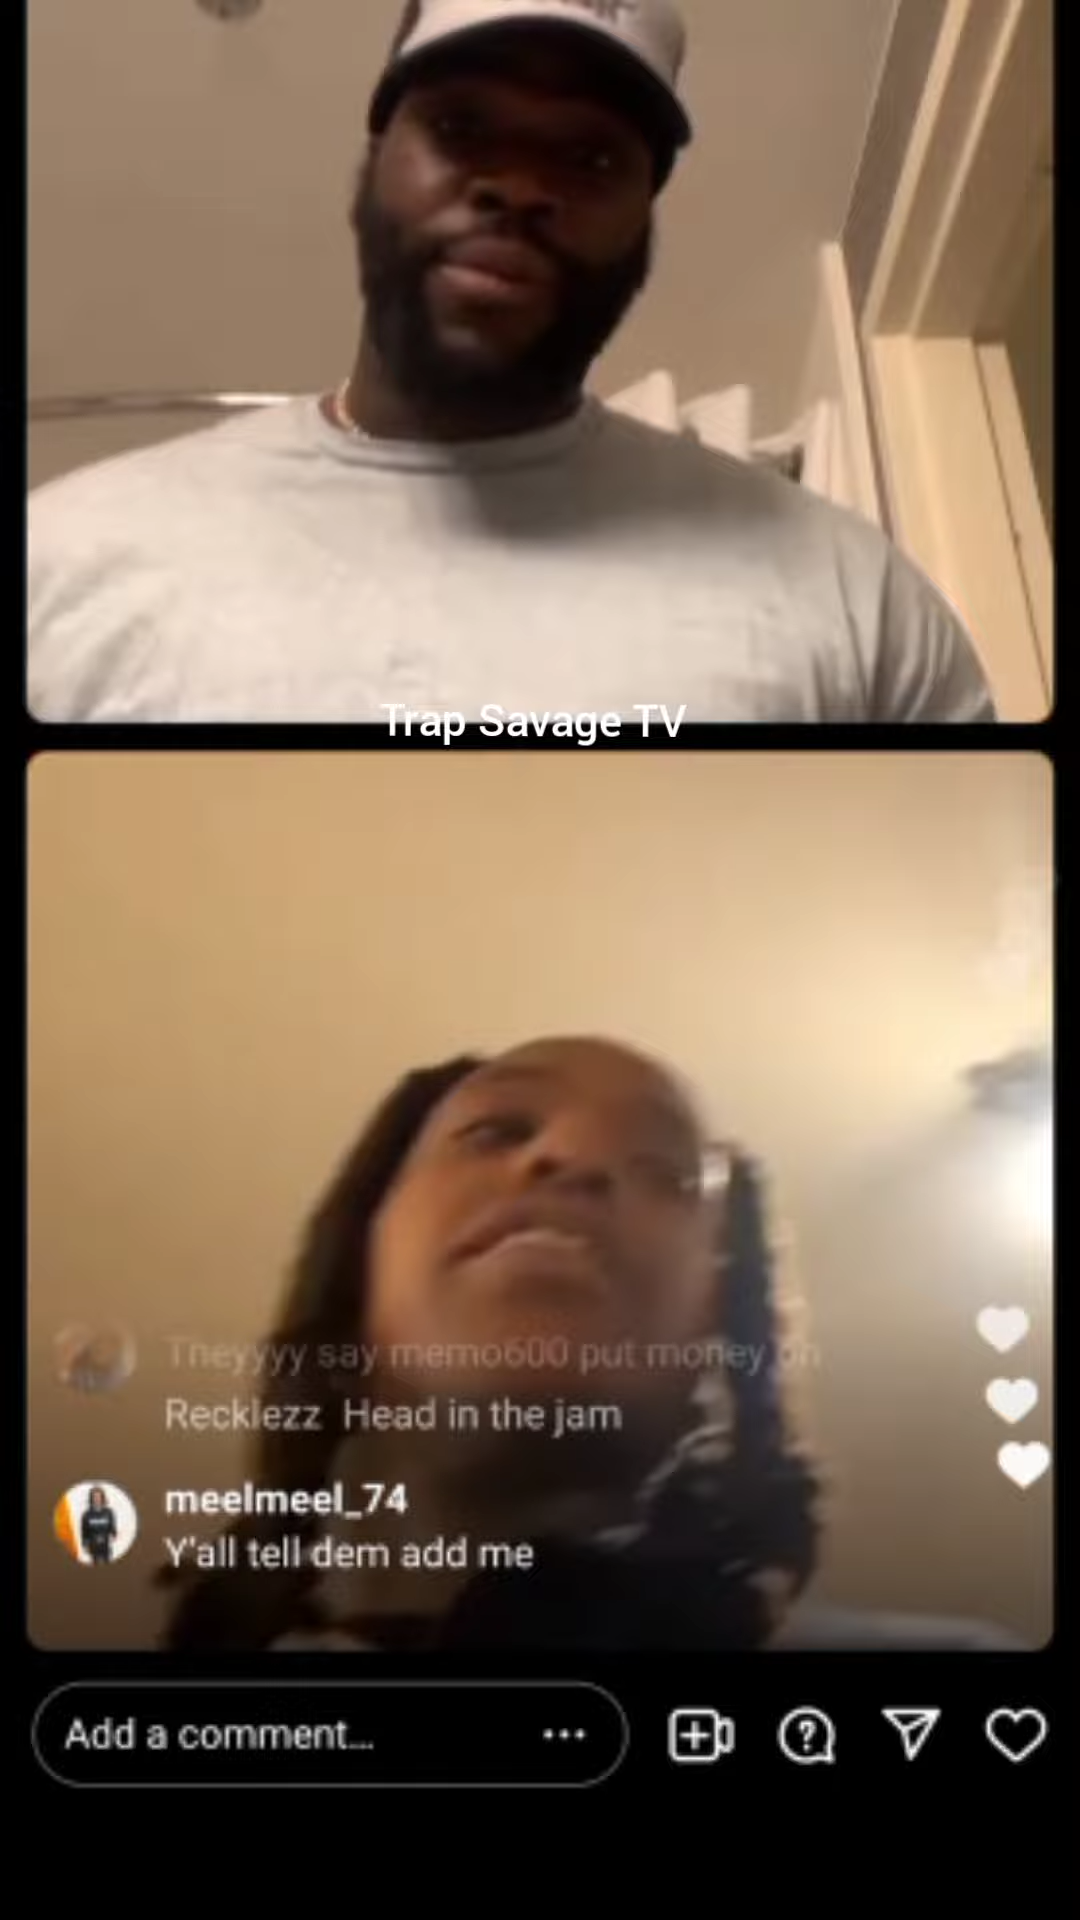 Trap Savage TV
Theyyyy say memo600 put money on
Recklezz Head in the jam
meelmeel_74
Y'all tell dem add me
Add a comment...